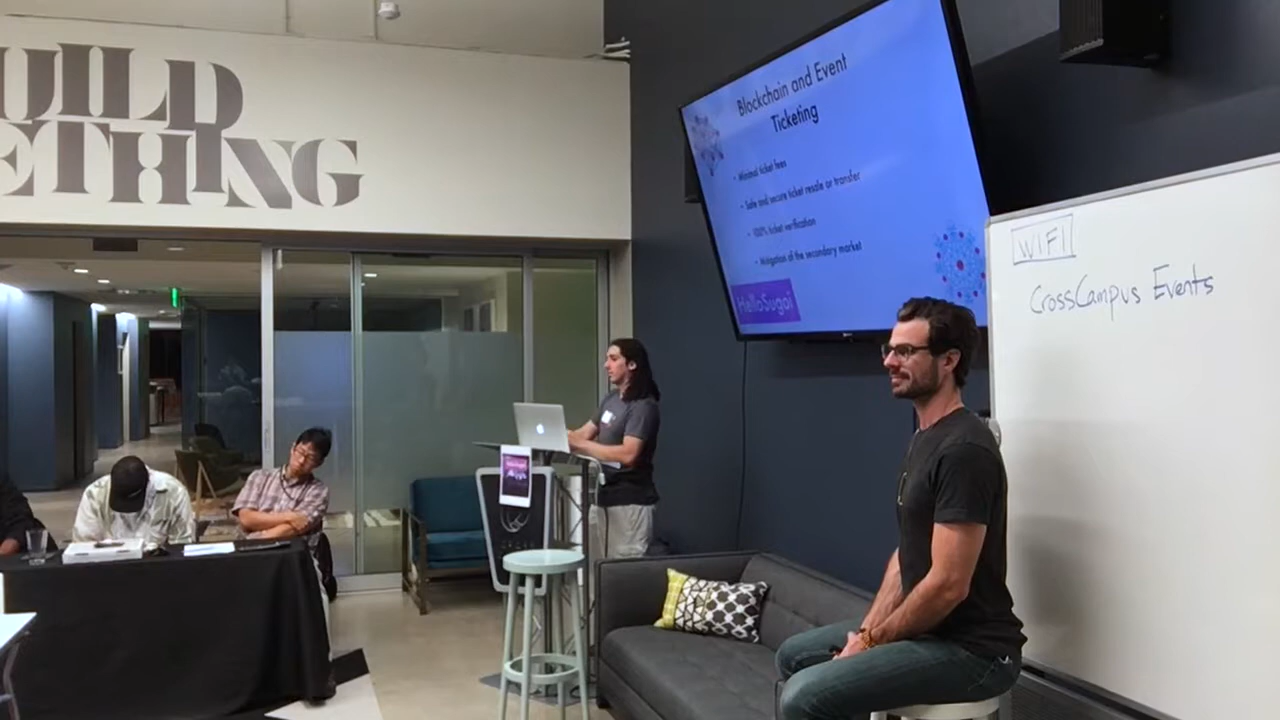 UILD
ETHING
Blockchain and Event
Ticketing
• Minimal ticket fees
• Safe and secure ticket resale or transfer
• 100% ticket verification
• Mitigation of the secondary market
HelloSugoi
WIFI
CrossCampus Events